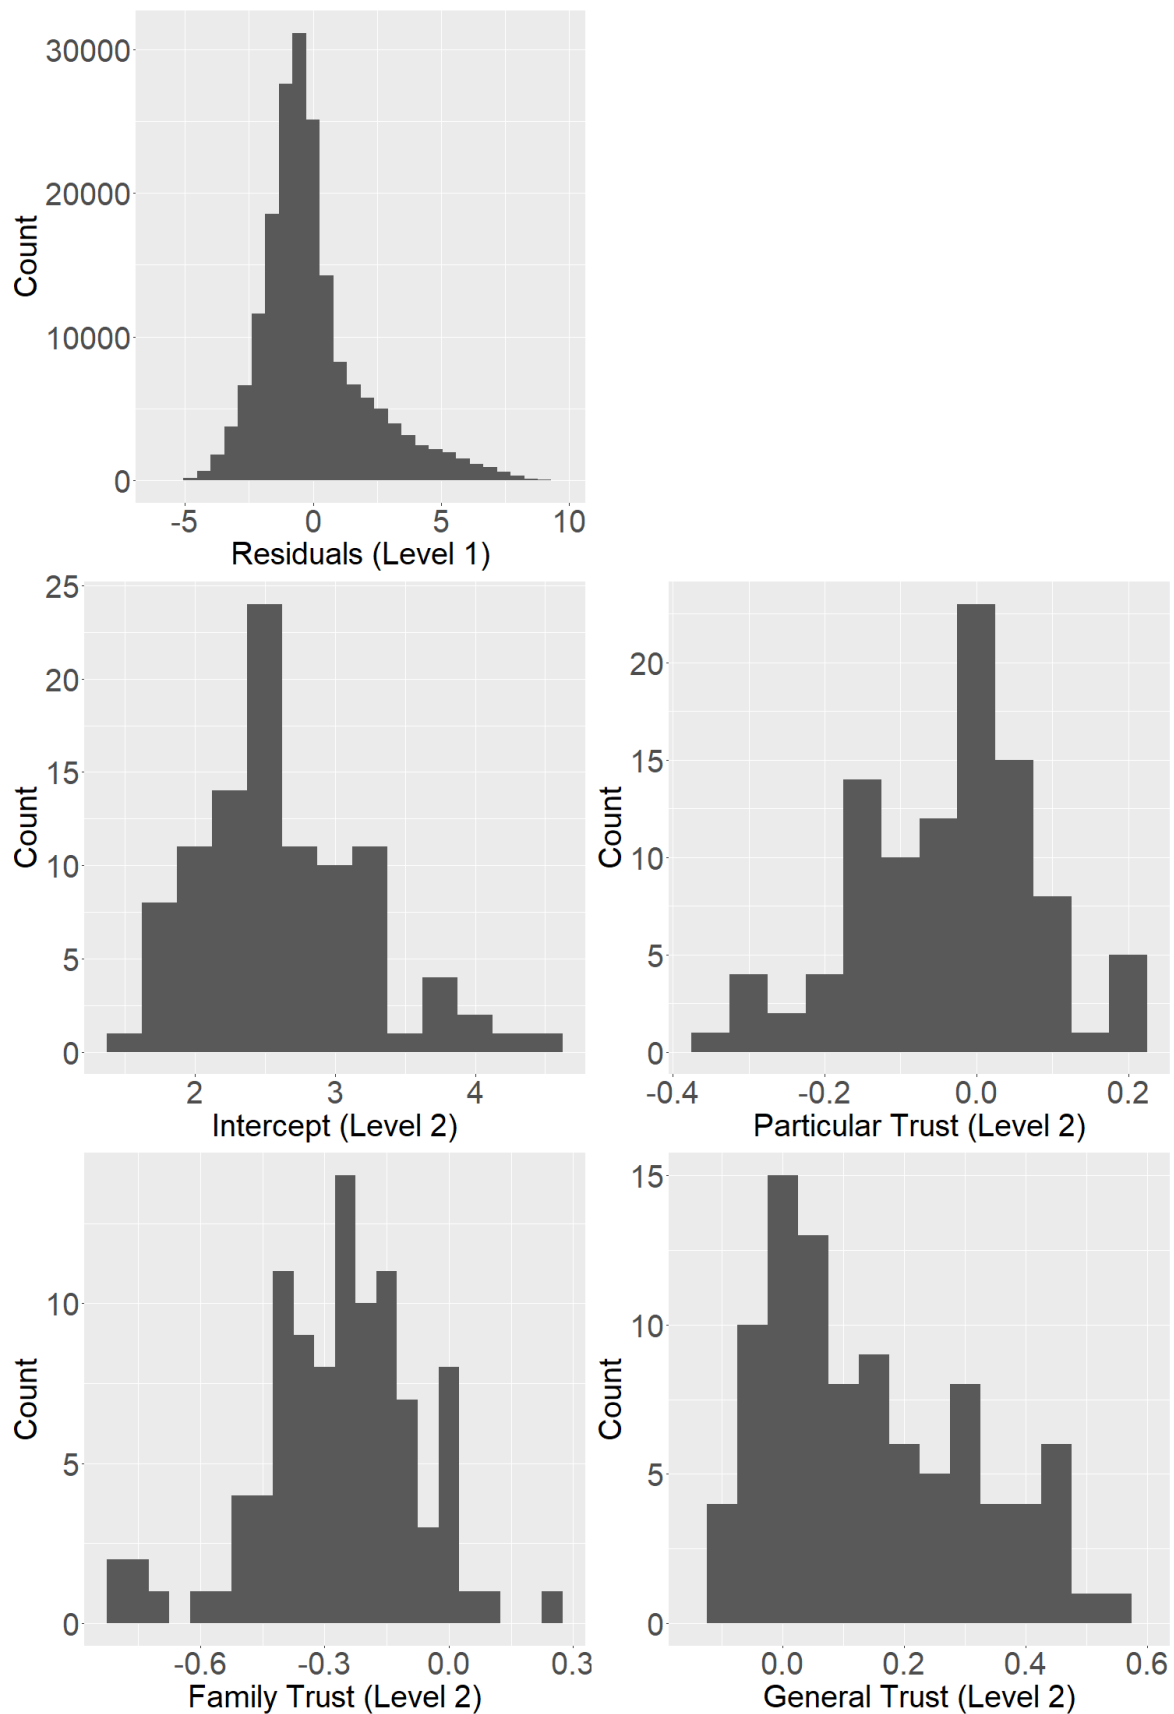 30000
20000
10000
0
Count
-5 0 5 10
Residuals (Level 1)
25
20
15
10
5
0
Count
2 3 4
Intercept (Level 2)
20
15
10
5
0
Count
-0.4 -0.2 0.0 0.2
Particular Trust (Level 2)
10
5
0
Count
-0.6 -0.3 0.0 0.3
Family Trust (Level 2)
15
10
5
0
Count
0.0 0.2 0.4 0.6
General Trust (Level 2)